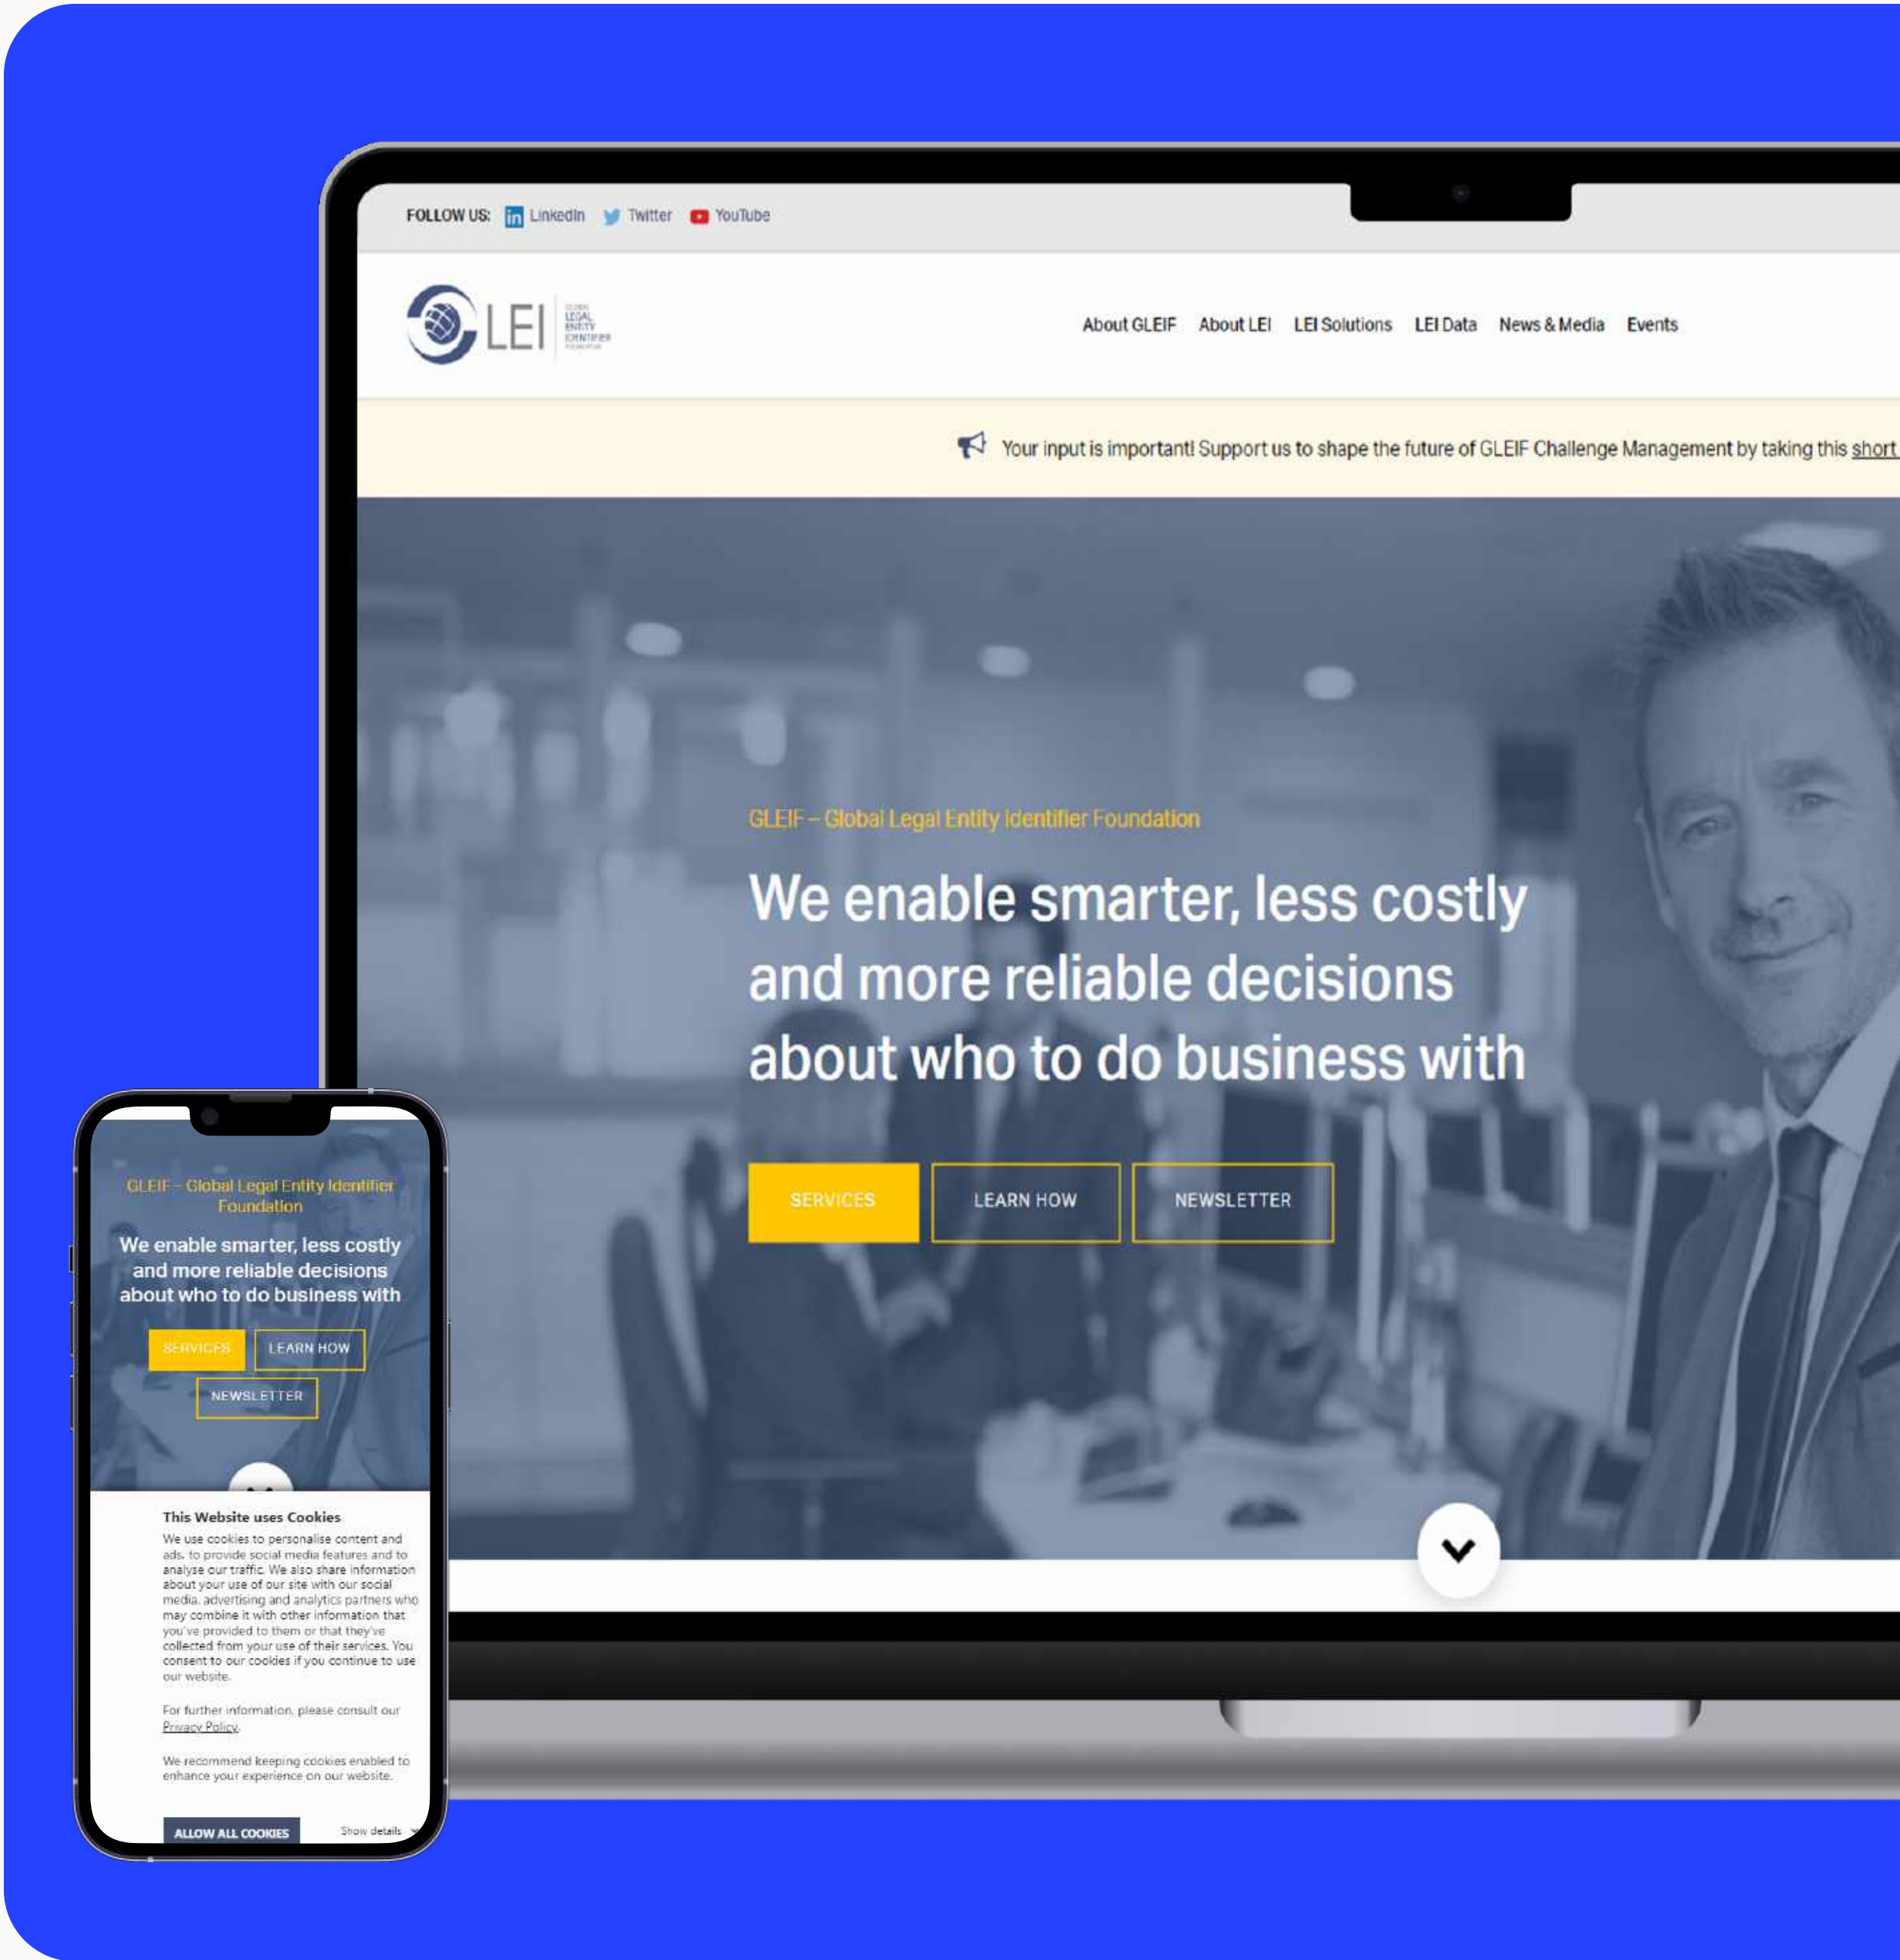 FOLLOW US: LinkedIn Twitter YouTube
LEI
GLOBAL
LEGAL
ENTITY
IDENTIFIER
FOUNDATION
About GLEIF About LEI LEI Solutions LEI Data News & Media Events
Your input is important! Support us to shape the future of GLEIF Challenge Management by taking this short
GLEIF – Global Legal Entity Identifier Foundation
We enable smarter, less costly
and more reliable decisions
about who to do business with
SERVICES LEARN HOW NEWSLETTER
GLEIF – Global Legal Entity Identifier
Foundation
We enable smarter, less costly
and more reliable decisions
about who to do business with
SERVICES LEARN HOW
NEWSLETTER
This Website uses Cookies
We use cookies to personalise content and
ads, to provide social media features and to
analyse our traffic. We also share information
about your use of our site with our social
media, advertising and analytics partners who
may combine it with other information that
you've provided to them or that they've
collected from your use of their services. You
consent to our cookies if you continue to use
our website.
For further information, please consult our
Privacy Policy.
We recommend keeping cookies enabled to
enhance your experience on our website.
ALLOW ALL COOKIES Show details